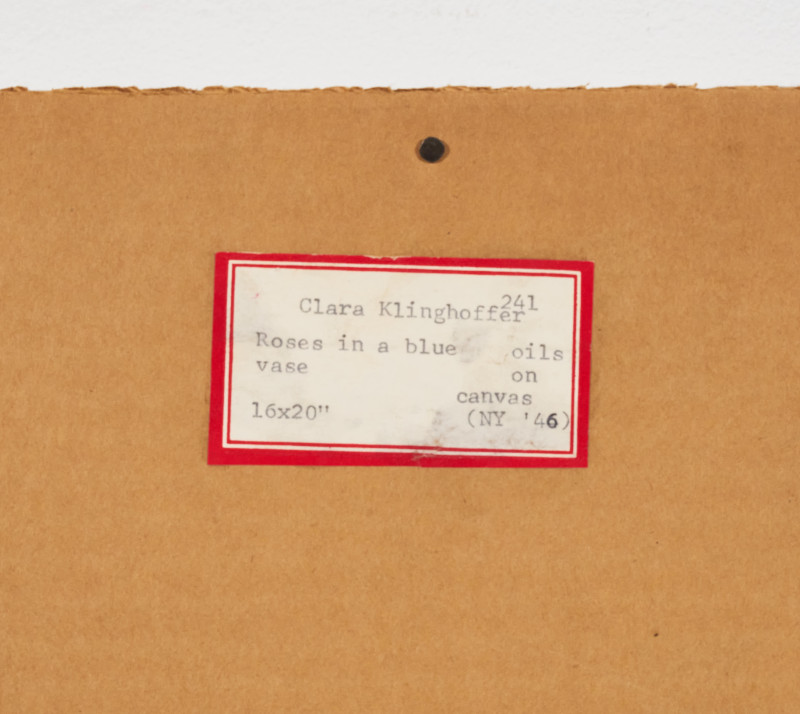 Clara Klinghoffer 241
Roses in a blue oils
vase on
canvas
16x20" (NY '46)